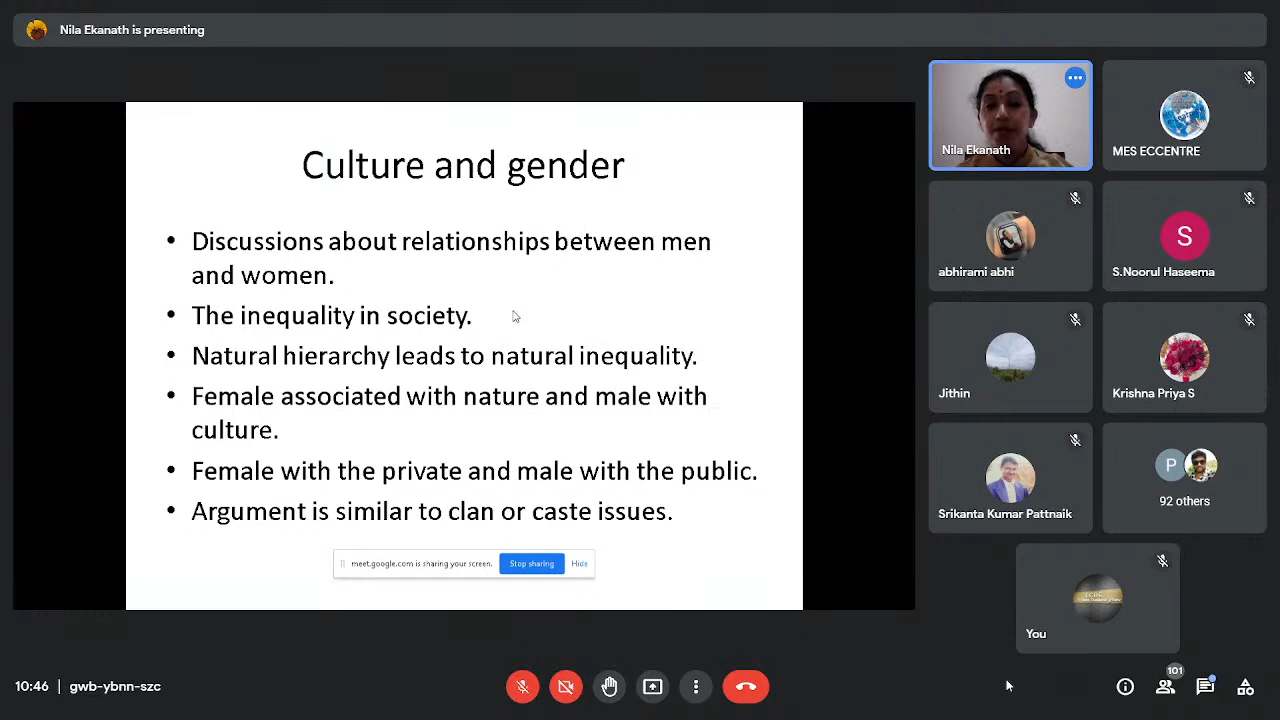 Nila Ekanath is presenting
Culture and gender
• Discussions about relationships between men
and women.
• The inequality in society.
• Natural hierarchy leads to natural inequality.
• Female associated with nature and male with
culture.
• Female with the private and male with the public.
• Argument is similar to clan or caste issues.
meet.google.com is sharing your screen. Stop sharing Hide
Nila Ekanath
MES ECCENTRE
abhirami abhi
S
S.Noorul Haseema
Jithin
Krishna Priya S
Srikanta Kumar Pattnaik
P
92 others
You
10:46 | gwb-ybnn-szc
101